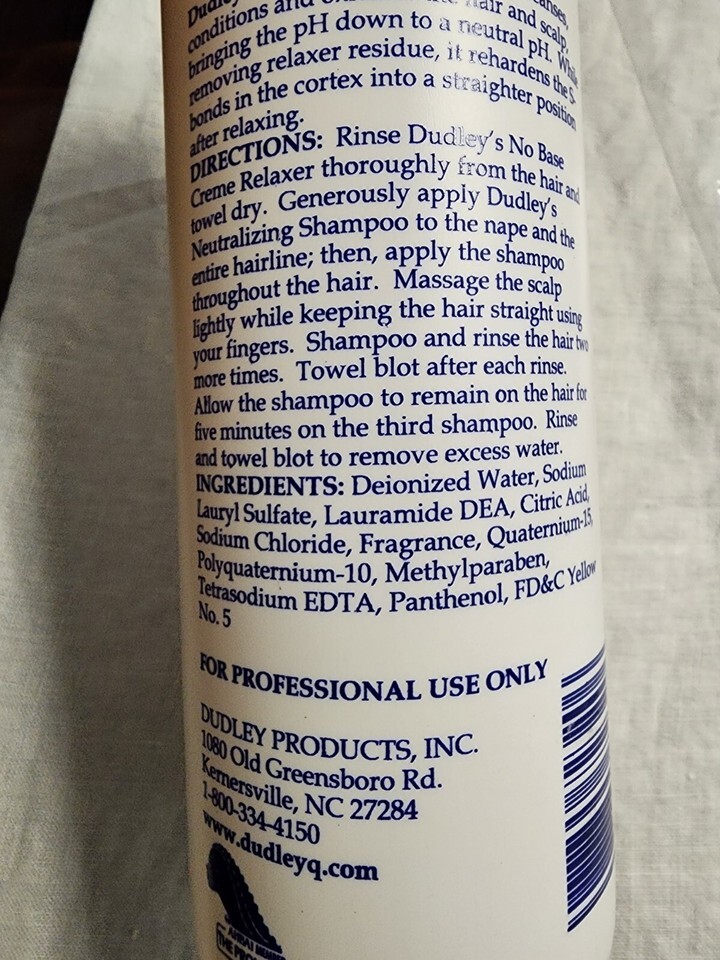 Dudley
conditions and hair and scalp,
bringing the pH down to a neutral pH. While
removing relaxer residue, it rehardens the S-
bonds in the cortex into a straighter position
after relaxing.
DIRECTIONS: Rinse Dudley's No Base
Creme Relaxer thoroughly from the hair and
towel dry. Generously apply Dudley's
Neutralizing Shampoo to the nape and the
entire hairline; then, apply the shampoo
throughout the hair. Massage the scalp
lightly while keeping the hair straight using
your fingers. Shampoo and rinse the hair two
more times. Towel blot after each rinse.
Allow the shampoo to remain on the hair for
five minutes on the third shampoo. Rinse
and towel blot to remove excess water.
INGREDIENTS: Deionized Water, Sodium
Lauryl Sulfate, Lauramide DEA, Citric Acid,
Sodium Chloride, Fragrance, Quaternium-15,
Polyquaternium-10, Methylparaben,
Tetrasodium EDTA, Panthenol, FD&C Yellow
No. 5
FOR PROFESSIONAL USE ONLY
DUDLEY PRODUCTS, INC.
1080 Old Greensboro Rd.
Kernersville, NC 27284
1-800-334-4150
www.dudleyq.com
THE